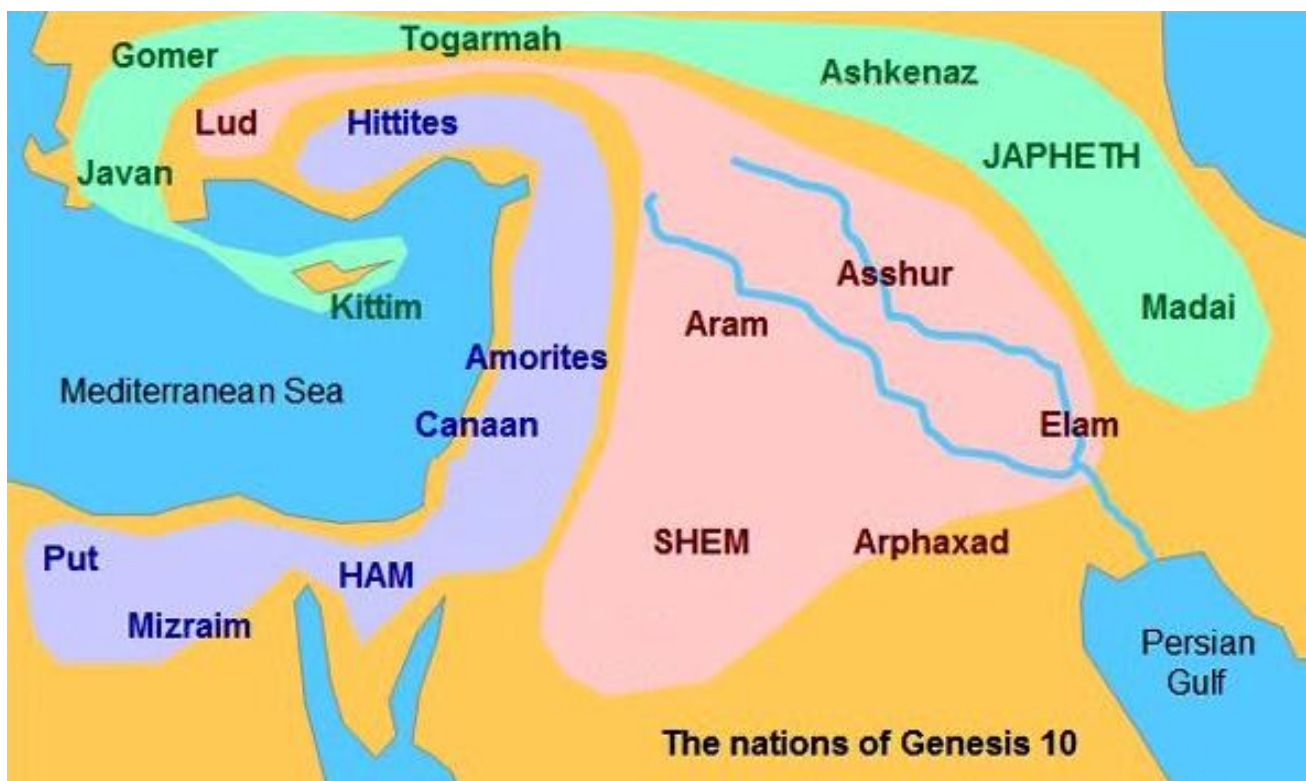 Togarmah
Gomer
Ashkenaz
Lud
Hittites
JAPHETH
Javan
Asshur
Kittim
Aram
Madai
Amorites
Mediterranean Sea
Canaan
Elam
SHEM
Arphaxad
Put
HAM
Mizraim
Persian
Gulf
The nations of Genesis 10